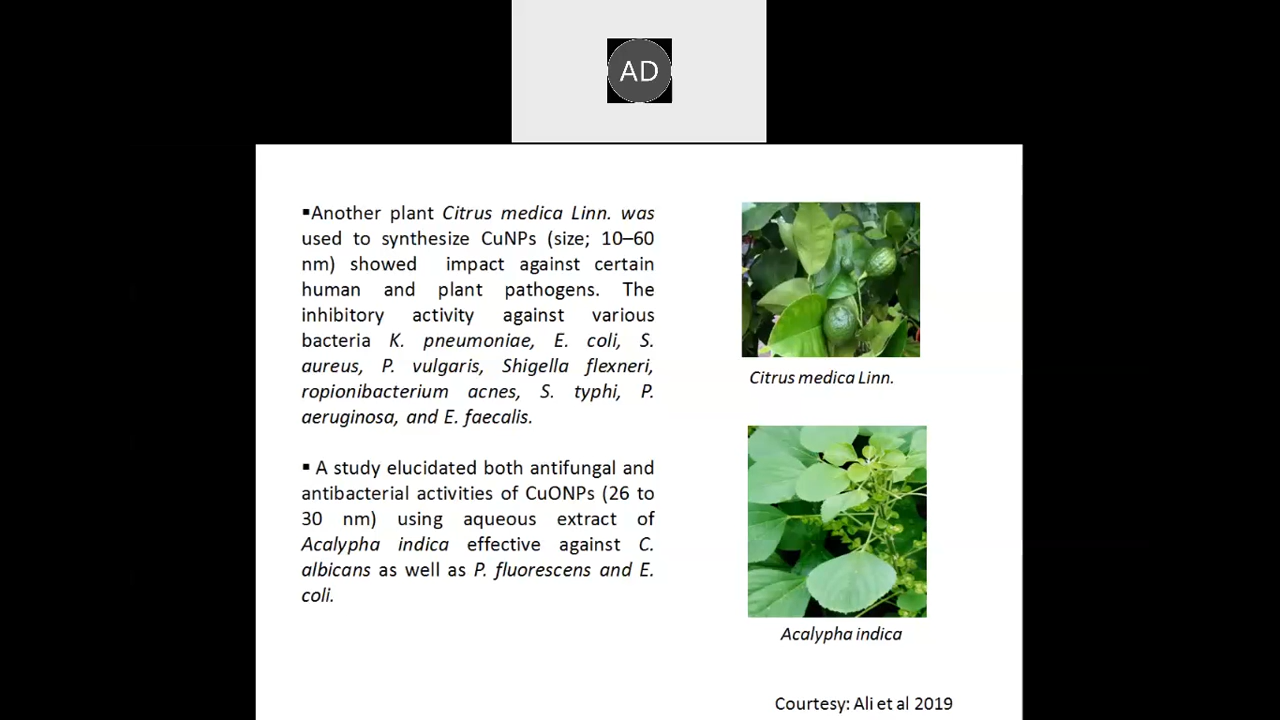 AD
▪Another plant Citrus medica Linn. was
used to synthesize CuNPs (size; 10–60
nm) showed impact against certain
human and plant pathogens. The
inhibitory activity against various
bacteria K. pneumoniae, E. coli, S.
aureus, P. vulgaris, Shigella flexneri,
ropionibacterium acnes, S. typhi, P.
aeruginosa, and E. faecalis.
▪ A study elucidated both antifungal and
antibacterial activities of CuONPs (26 to
30 nm) using aqueous extract of
Acalypha indica effective against C.
albicans as well as P. fluorescens and E.
coli.
Citrus medica Linn.
Acalypha indica
Courtesy: Ali et al 2019